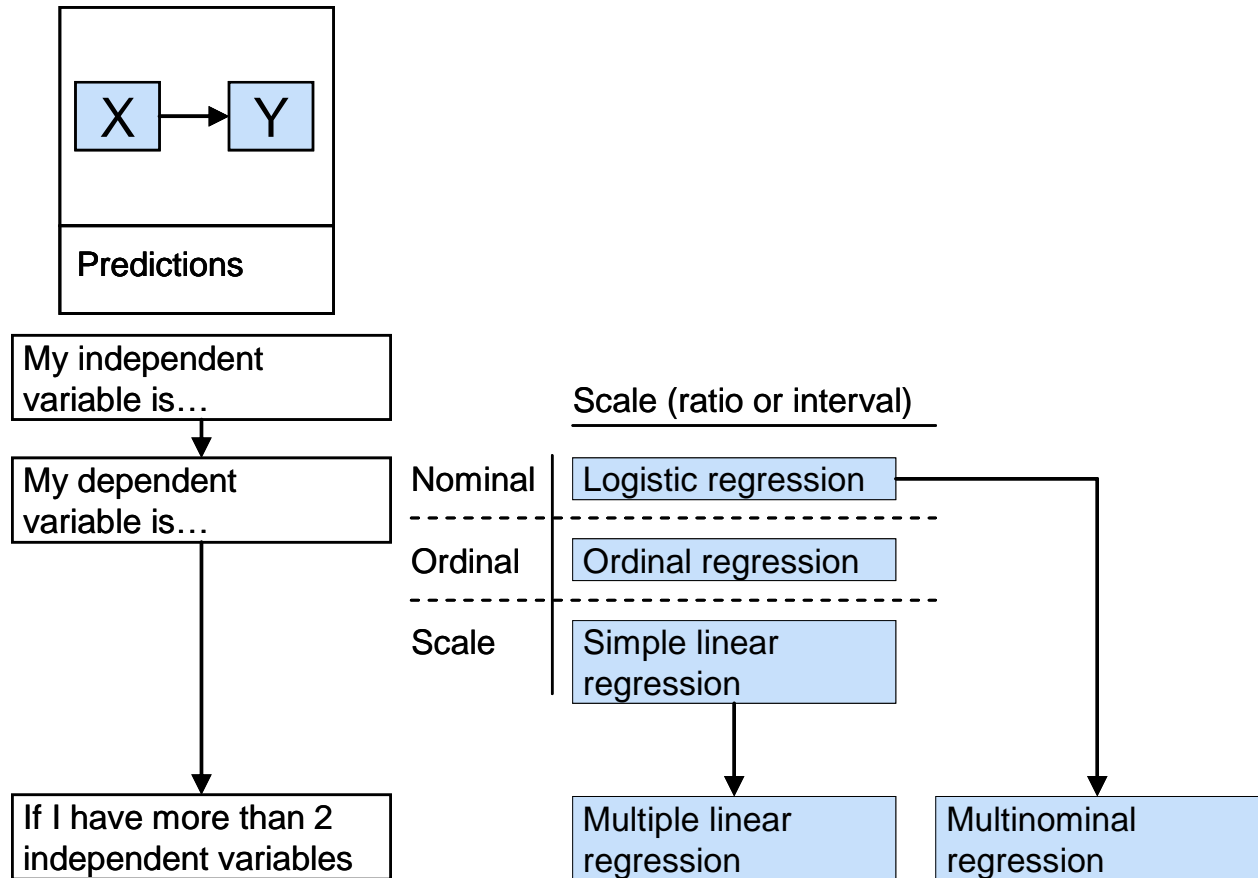 X
Y
Predictions
My independent
variable is…
Scale (ratio or interval)
My dependent
variable is…
Nominal
Logistic regression
Ordinal
Ordinal regression
Scale
Simple linear
regression
If I have more than 2
independent variables
Multiple linear
regression
Multinominal
regression